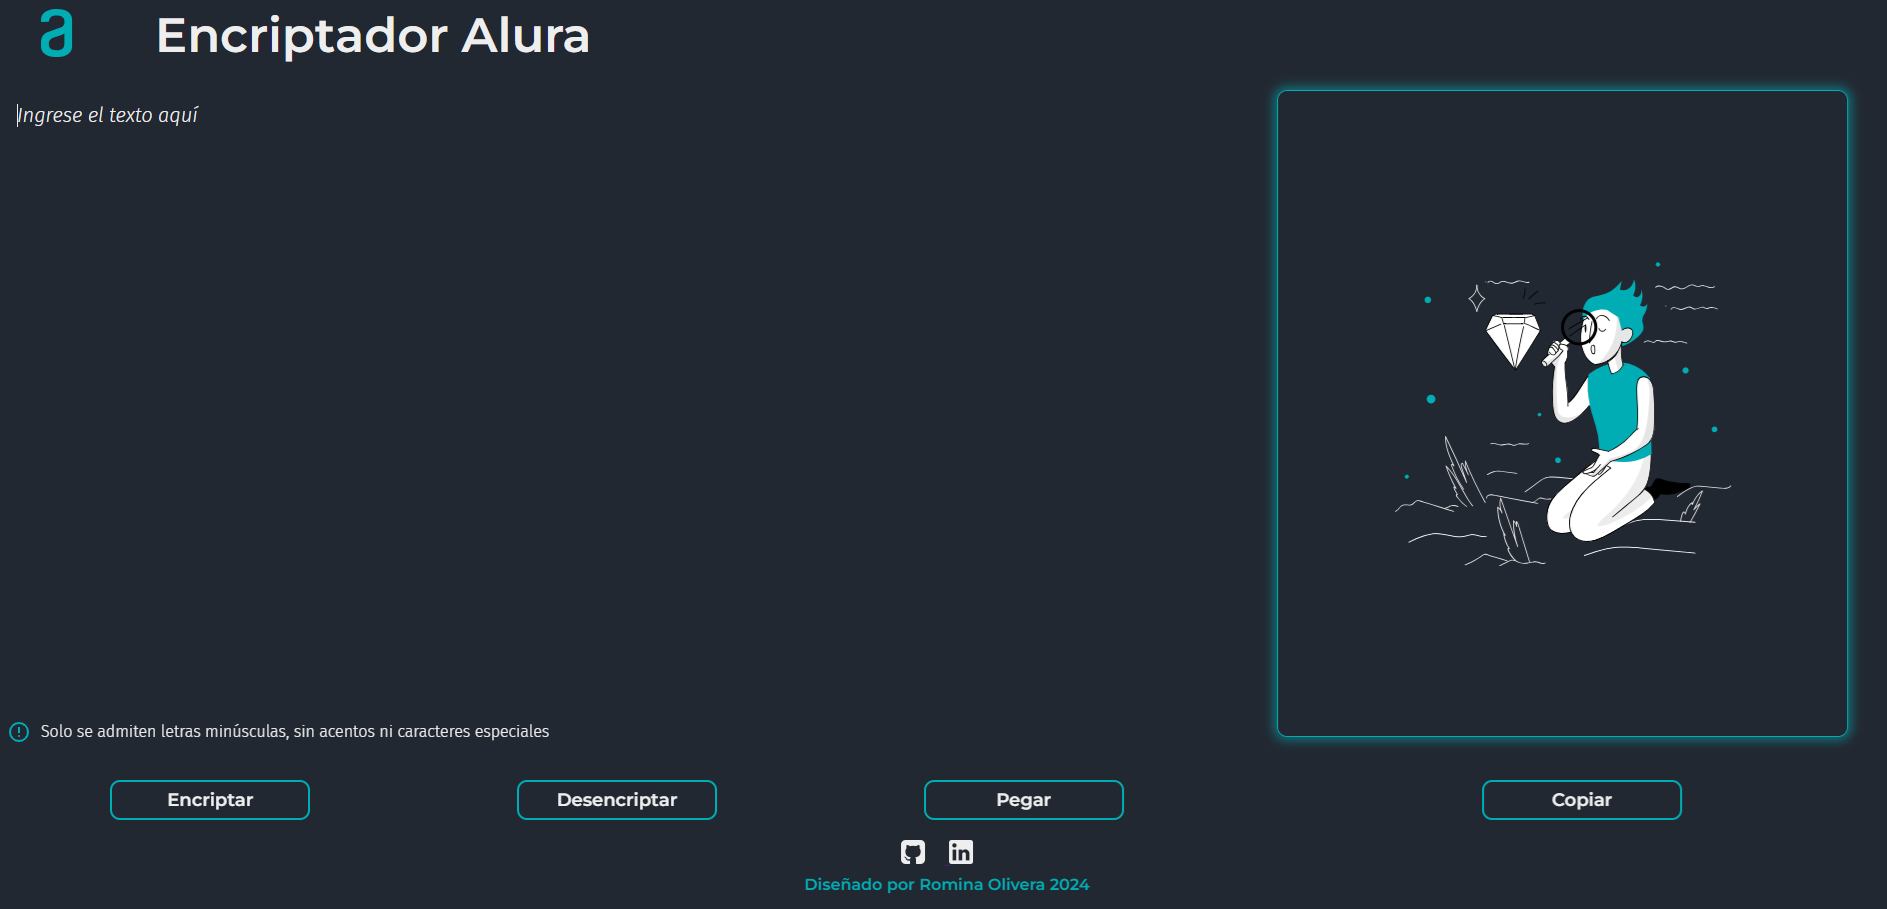 a
Encriptador Alura
Ingrese el texto aquí
Solo se admiten letras minúsculas, sin acentos ni caracteres especiales
Encriptar
Desencriptar
Pegar
Copiar
in
Diseñado por Romina Olivera 2024